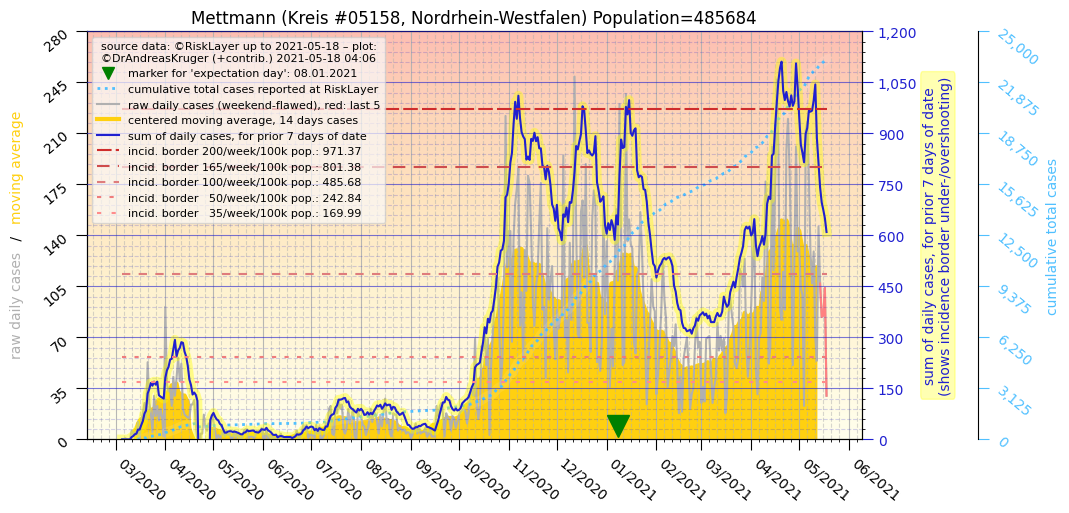 Mettmann (Kreis #05158, Nordrhein-Westfalen) Population=485684
source data: ©RiskLayer up to 2021-05-18 – plot:
©DrAndreasKruger (+contrib.) 2021-05-18 04:06
marker for 'expectation day': 08.01.2021
cumulative total cases reported at RiskLayer
raw daily cases (weekend-flawed), red: last 5
centered moving average, 14 days cases
sum of daily cases, for prior 7 days of date
incid. border 200/week/100k pop.: 971.37
incid. border 165/week/100k pop.: 801.38
incid. border 100/week/100k pop.: 485.68
incid. border 50/week/100k pop.: 242.84
incid. border 35/week/100k pop.: 169.99
raw daily cases / moving average
280
245
210
175
140
105
70
35
0
03/2020
04/2020
05/2020
06/2020
07/2020
08/2020
09/2020
10/2020
11/2020
12/2020
01/2021
02/2021
03/2021
04/2021
05/2021
06/2021
1,200
1,050
900
750
600
450
300
150
0
sum of daily cases, for prior 7 days of date
(shows incidence border under-/overshooting)
25,000
21,875
18,750
15,625
12,500
9,375
6,250
3,125
0
cumulative total cases